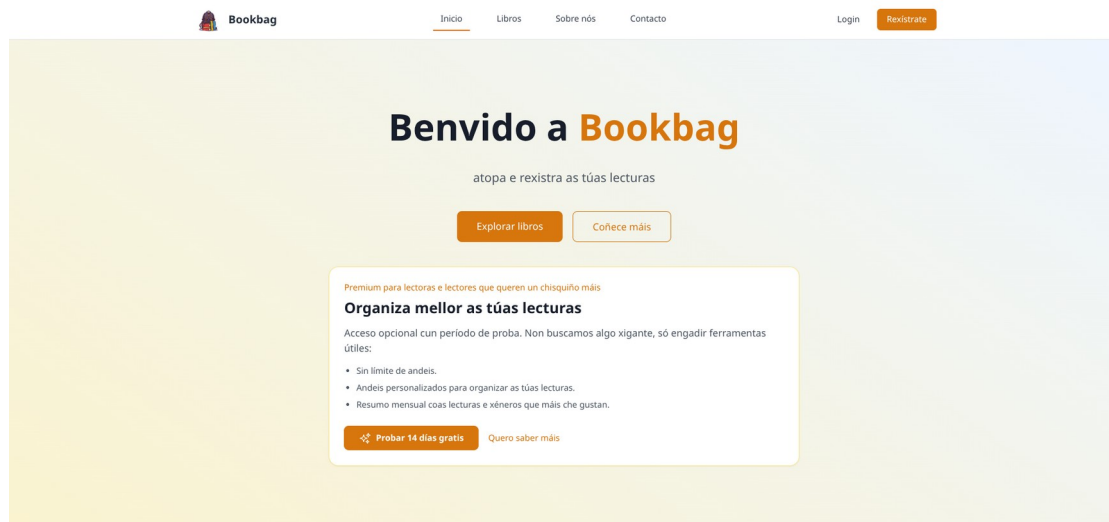 Bookbag
Inicio
Libros
Sobre nós
Contacto
Login
Rexístrate
Benvido a Bookbag
atopa e rexistra as túas lecturas
Explorar libros
Coñece máis
Premium para lectoras e lectores que queren un chisquiño máis
Organiza mellor as túas lecturas
Acceso opcional cun período de proba. Non buscamos algo xigante, só engadir ferramentas
útiles:
• Sin límite de andeis.
• Andeis personalizados para organizar as túas lecturas.
• Resumo mensual coas lecturas e xéneros que máis che gustan.
Probar 14 días gratis
Quero saber máis